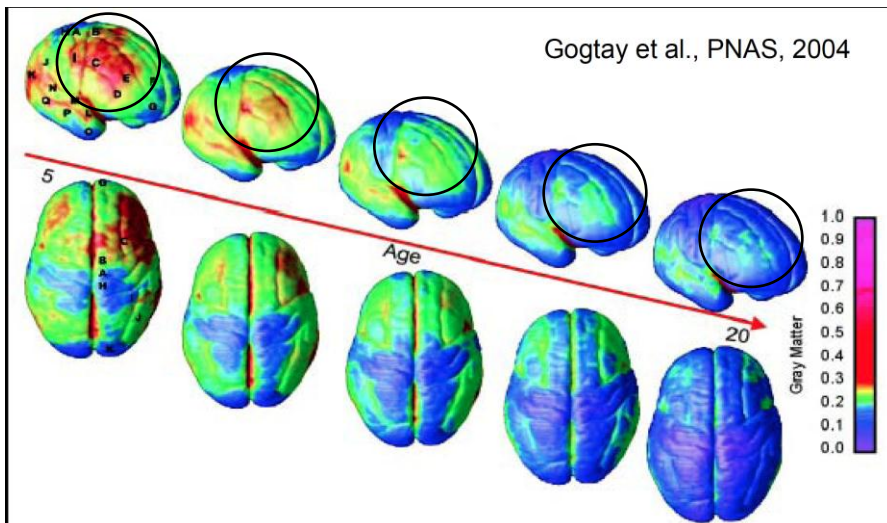 Gogtay et al., PNAS, 2004
A
B
I
C
J
K
E
F
N
D
Q
M
G
P
L
O
5
Age
20
G
C
B
A
H
J
K
Gray Matter
1.0
0.9
0.8
0.7
0.6
0.5
0.4
0.3
0.2
0.1
0.0